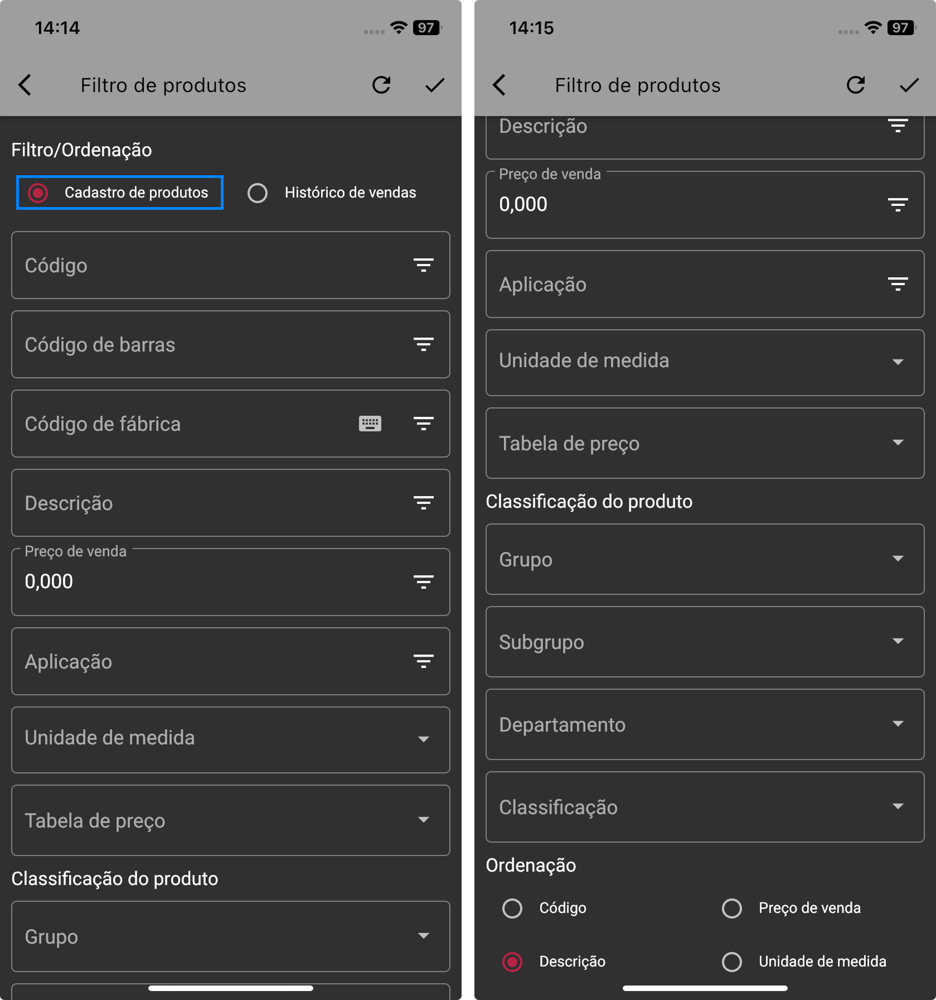 14:14
97
Filtro de produtos
Filtro/Ordenação
Cadastro de produtos
Histórico de vendas
Código
Código de barras
Código de fábrica
Descrição
Preço de venda
0,000
Aplicação
Unidade de medida
Tabela de preço
Classificação do produto
Grupo
14:15
97
Filtro de produtos
Descrição
Preço de venda
0,000
Aplicação
Unidade de medida
Tabela de preço
Classificação do produto
Grupo
Subgrupo
Departamento
Classificação
Ordenação
Código
Preço de venda
Descrição
Unidade de medida